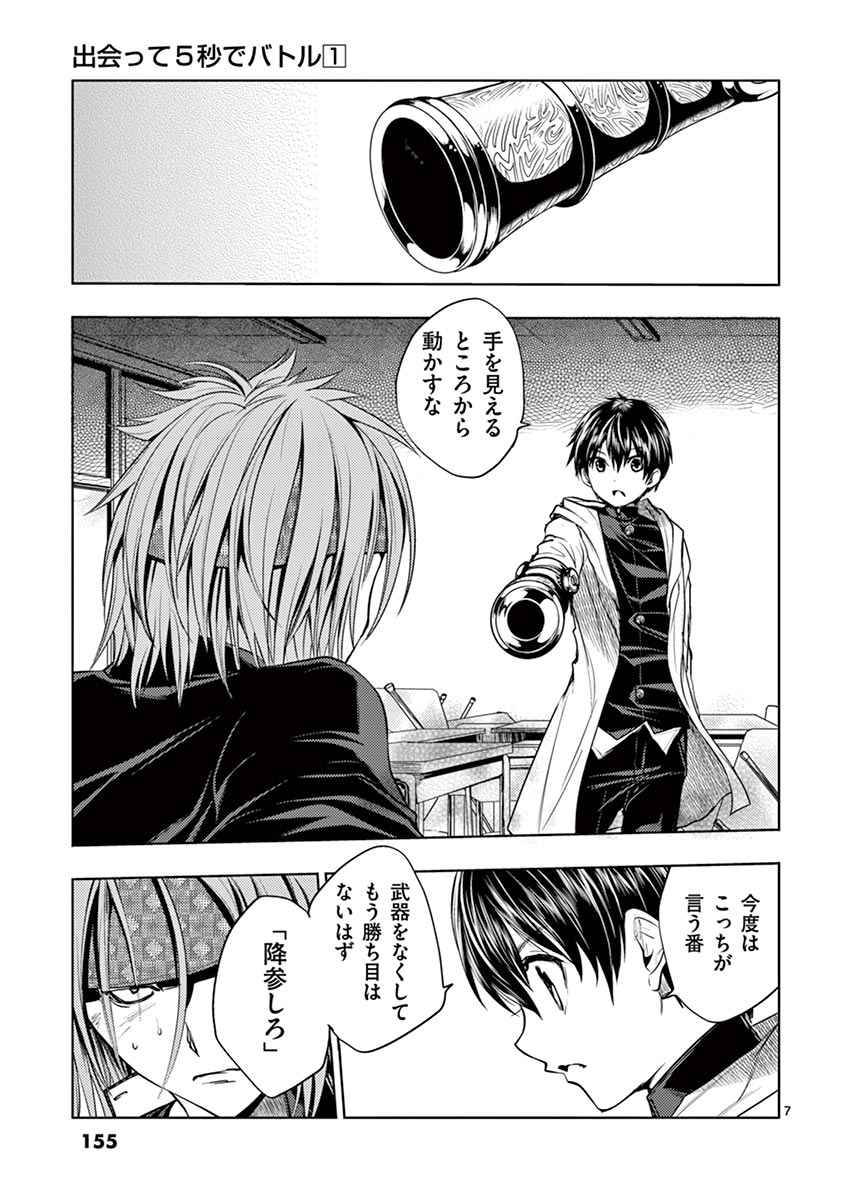 出会って5秒でバトル1
手を見える
ところから
動かすな
今度は
こっちが
言う番
武器をなくして
もう勝ち目は
ないはず
「降参しろ」
7
155